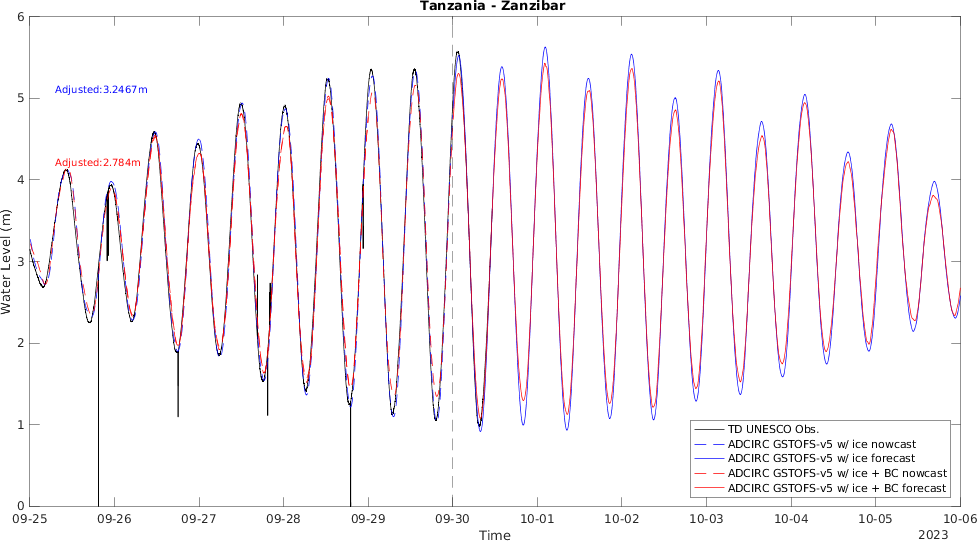 Tanzania - Zanzibar
6
5
4
3
2
1
0
Water Level (m)
Adjusted:3.2467m
Adjusted:2.784m
TD UNESCO Obs.
ADCIRC GSTOFS-v5 w/ ice nowcast
ADCIRC GSTOFS-v5 w/ ice forecast
ADCIRC GSTOFS-v5 w/ ice + BC nowcast
ADCIRC GSTOFS-v5 w/ ice + BC forecast
09-25 09-26 09-27 09-28 09-29 09-30 10-01 10-02 10-03 10-04 10-05 10-06
Time
2023